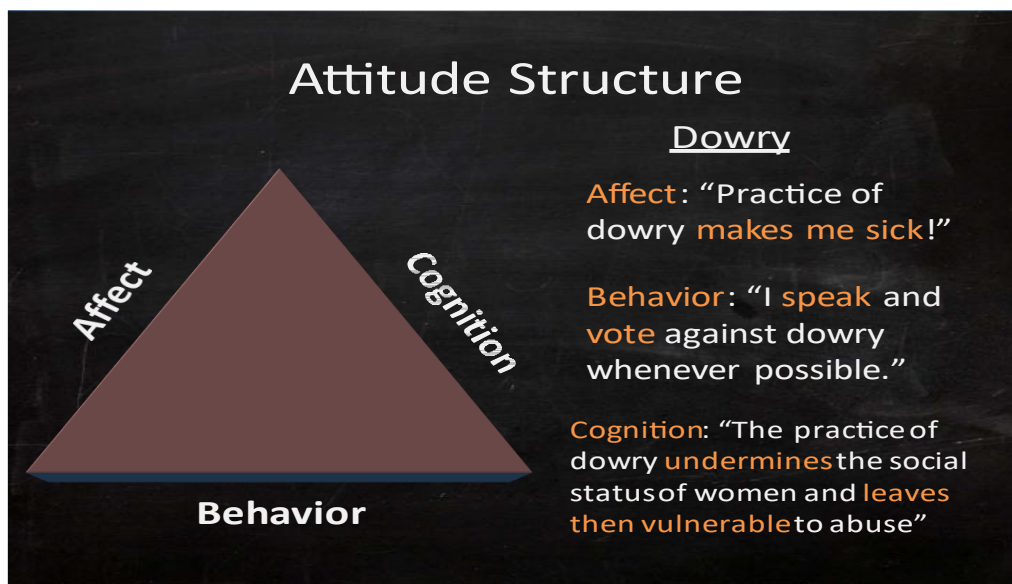 Attitude Structure
Dowry
Affect: “Practice of
dowry makes me sick!”
Behavior: “I speak and
vote against dowry
whenever possible.”
Cognition: “The practice of
dowry undermines the social
status of women and leaves
then vulnerable to abuse”
Affect
Cognition
Behavior